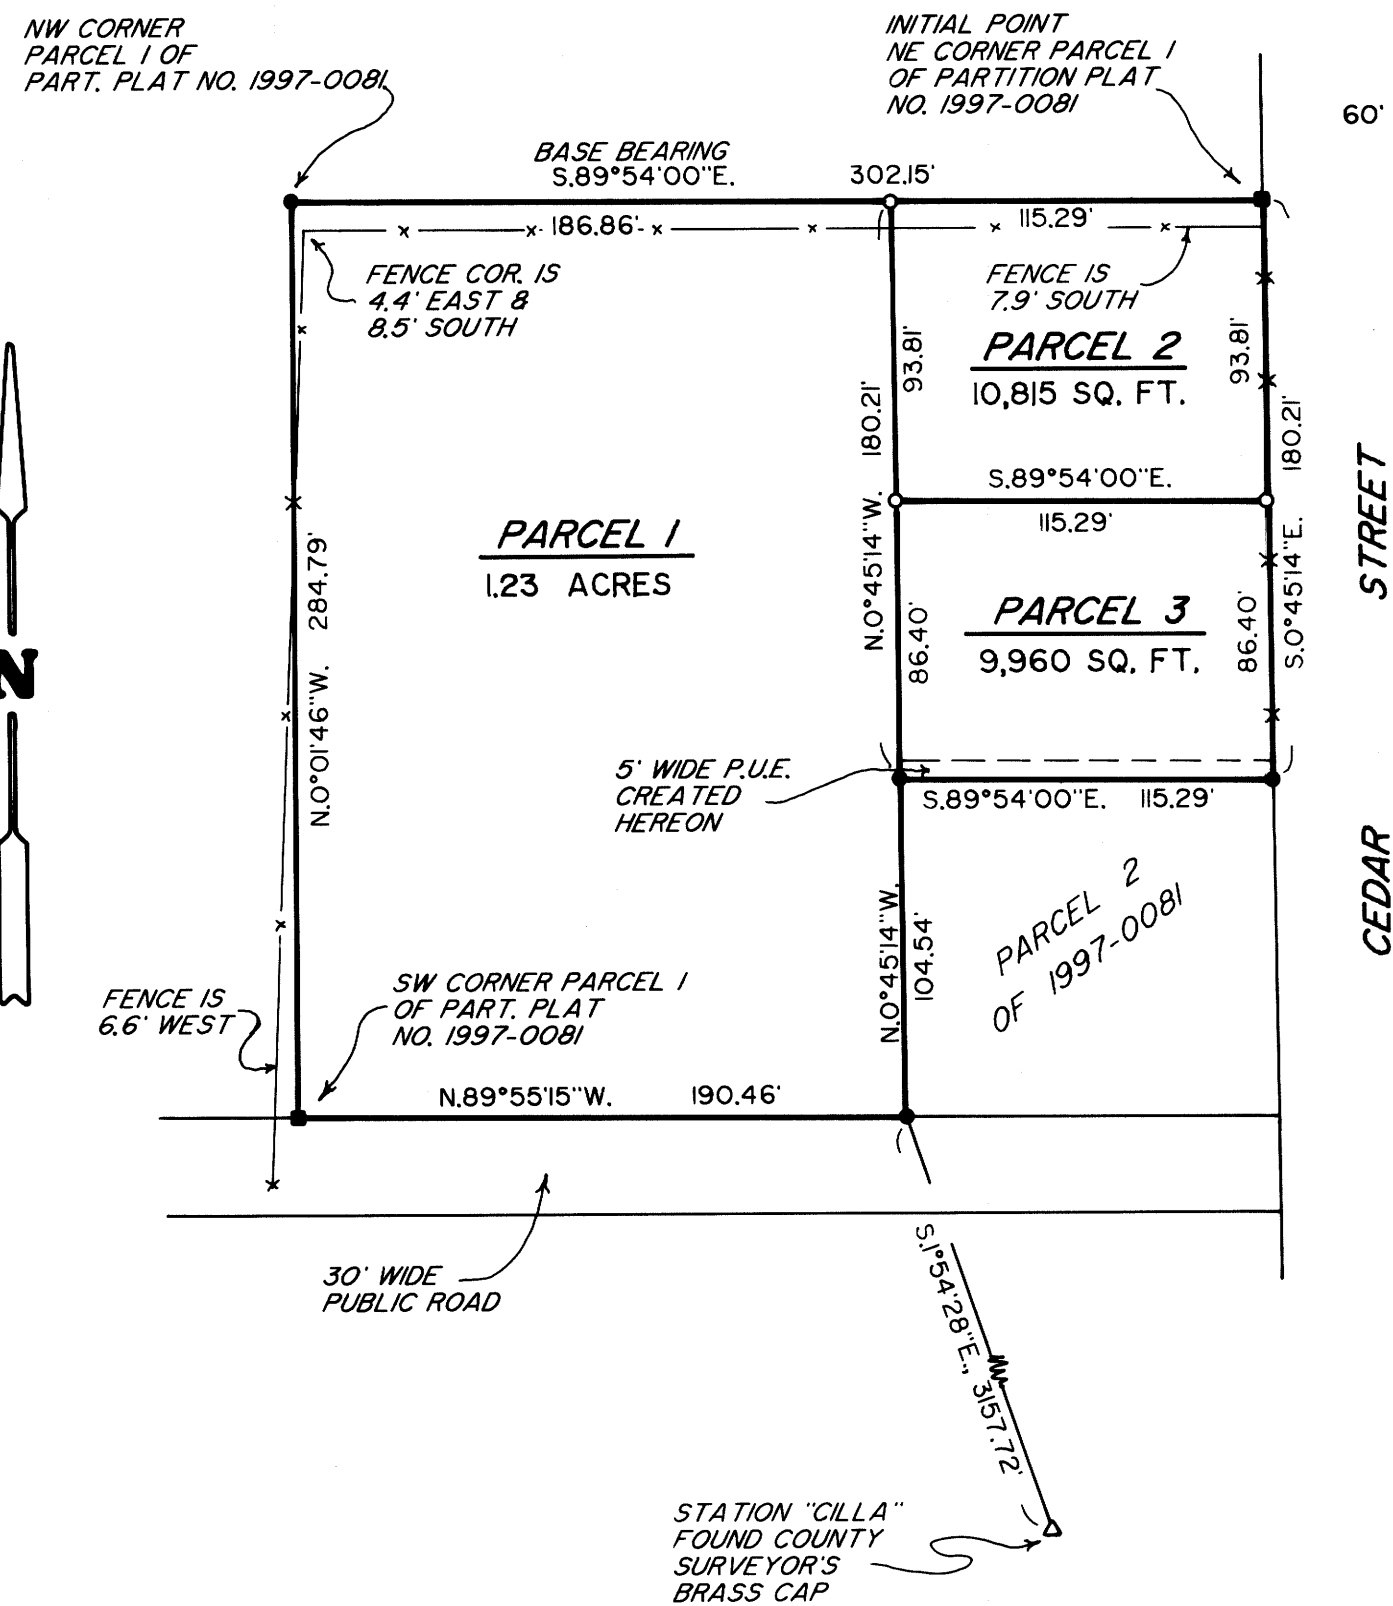 NW CORNER
PARCEL 1 OF
PART. PLAT NO. 1997-0081
INITIAL POINT
NE CORNER PARCEL 1
OF PARTITION PLAT
NO. 1997-0081
60'
BASE BEARING
S.89°54'00"E.
302.15'
186.86'
115.29'
FENCE COR. IS
4.4' EAST &
8.5' SOUTH
FENCE IS
7.9' SOUTH
PARCEL 2
10,815 SQ. FT.
93.81'
93.81'
180.21'
180.21'
S.89°54'00"E.
115.29'
STREET
PARCEL 1
1.23 ACRES
N.0°01'46"W. 284.79'
N.0°45'14"W.
S.0°45'14"E.
PARCEL 3
9,960 SQ. FT.
86.40'
86.40'
N
5' WIDE P.U.E.
CREATED
HEREON
S.89°54'00"E. 115.29'
CEDAR
PARCEL 2
OF 1997-0081
N.0°45'14"W.
104.54'
FENCE IS
6.6' WEST
SW CORNER PARCEL 1
OF PART. PLAT
NO. 1997-0081
N.89°55'15"W. 190.46'
30' WIDE
PUBLIC ROAD
S.1°54'28"E., 3157.72'
STATION "CILLA"
FOUND COUNTY
SURVEYOR'S
BRASS CAP